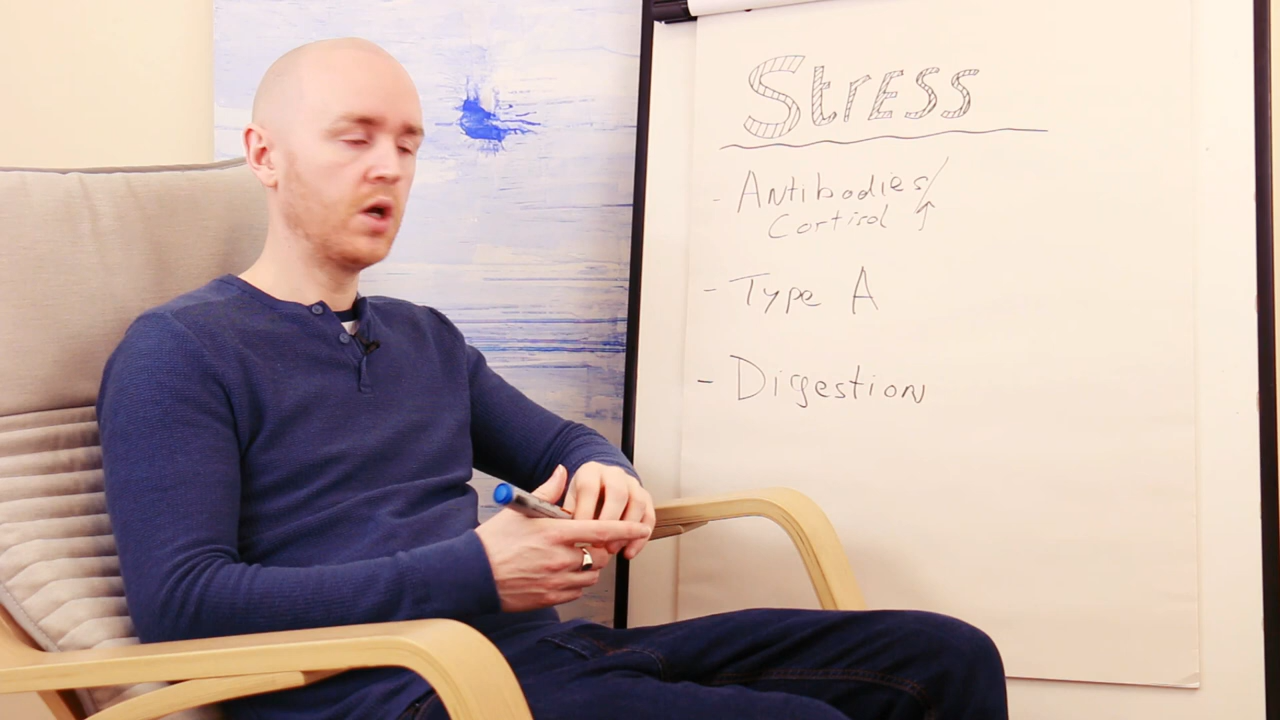 Stress
- Antibodies/
Cortisol ↑
- Type A
- Digestion